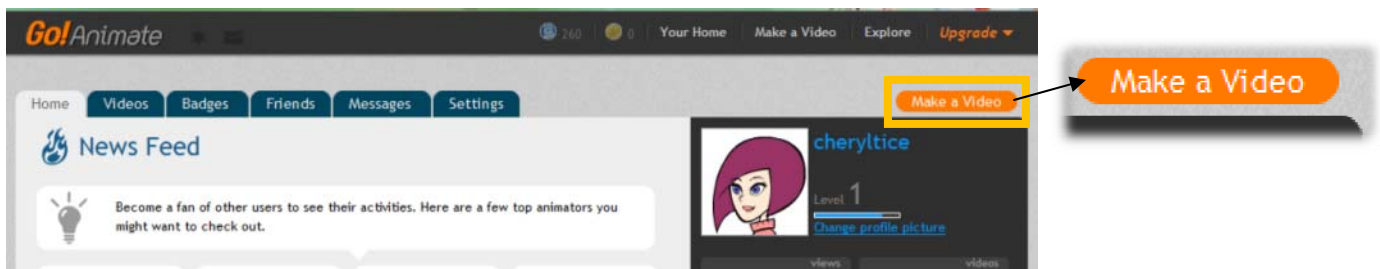 Go!Animate 260 0 Your Home Make a Video Explore Upgrade
Home Videos Badges Friends Messages Settings Make a Video
Make a Video
News Feed
Become a fan of other users to see their activities. Here are a few top animators you
might want to check out.
cheryltice
Level 1
Change profile picture
views videos